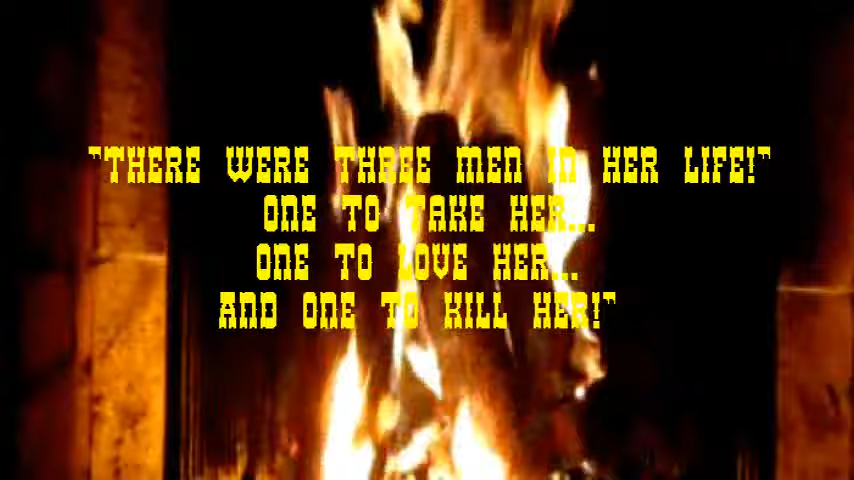 "THERE WERE THREE MEN IN HER LIFE!"
ONE TO TAKE HER...
ONE TO LOVE HER...
AND ONE TO KILL HER!"